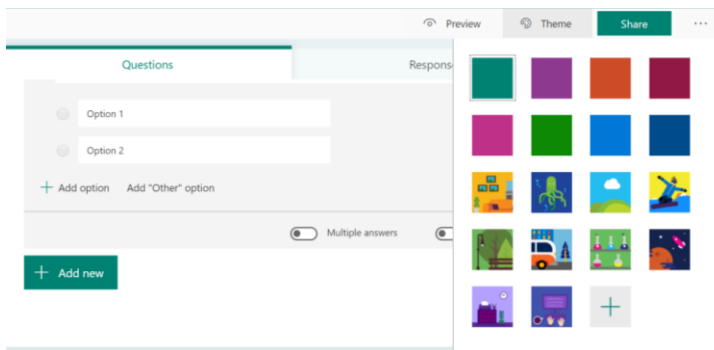 Preview Theme Share ...
Questions Respons
Option 1
Option 2
+ Add option Add "Other" option
Multiple answers
+ Add new